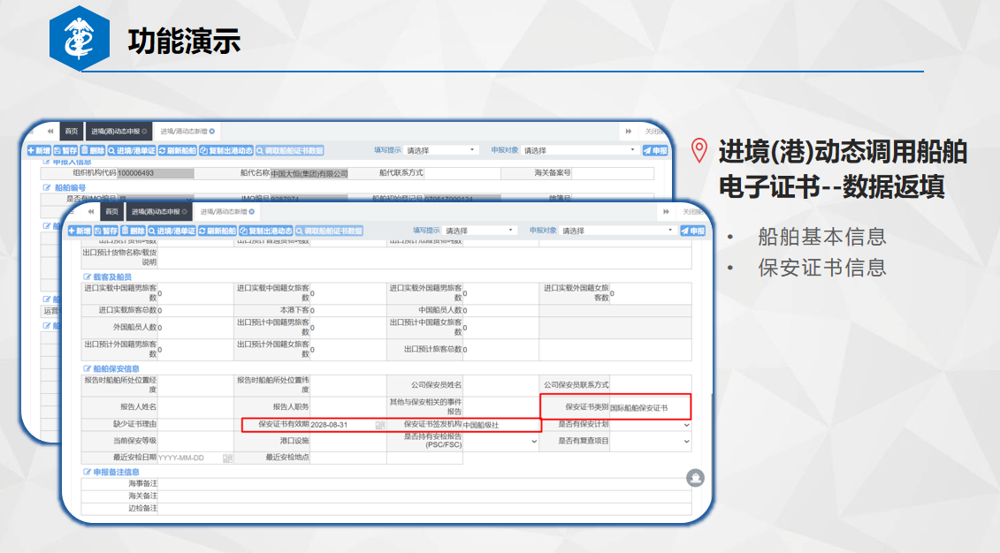 功能演示
首页 进境(港)动态申报 进境/港动态新增
新增 暂存 删除 进境/港单证 刷新船舶 复制出港动态 调取船舶证书数据 填写提示 请选择 申报对象 请选择 申报
申报人信息
组织机构代码 100006493 船代名称 中国大恒(集团)有限公司 船代联系方式 海关备案号
船舶编号
首页 进境(港)动态申报 进境/港动态新增
新增 暂存 删除 进境/港单证 刷新船舶 复制出港动态 调取船舶证书数据 填写提示 请选择 申报对象 请选择 申报
出口预计货物名称/载货说明
载客及船员
进口实载中国籍男旅客数 0 进口实载中国籍女旅客数 0 进口实载外国籍男旅客数 0 进口实载外国籍女旅客数 0
进口实载旅客总数 0 本港下客 0 中国船员人数 0
外国船员人数 0 出口预计中国籍男旅客数 0 出口预计中国籍女旅客数 0
出口预计外国籍男旅客数 0 出口预计外国籍女旅客数 0 出口预计旅客总数 0
船舶保安信息
报告时船舶所处位置经度 报告时船舶所处位置纬度 公司保安员姓名 公司保安员联系方式
报告人姓名 报告人职务 其他与保安相关的事件报告 保安证书类别 国际船舶保安证书
缺少证书理由 保安证书有效期 2028-08-31 保安证书签发机构 中国船级社 是否有保安计划
当前保安等级 港口设施 是否持有安检报告(PSC/FSC) 是否有复查项目
最近安检日期 YYYY-MM-DD 最近安检地点
申报备注信息
海事备注
海关备注
边检备注
进境(港)动态调用船舶
电子证书--数据返填
• 船舶基本信息
• 保安证书信息